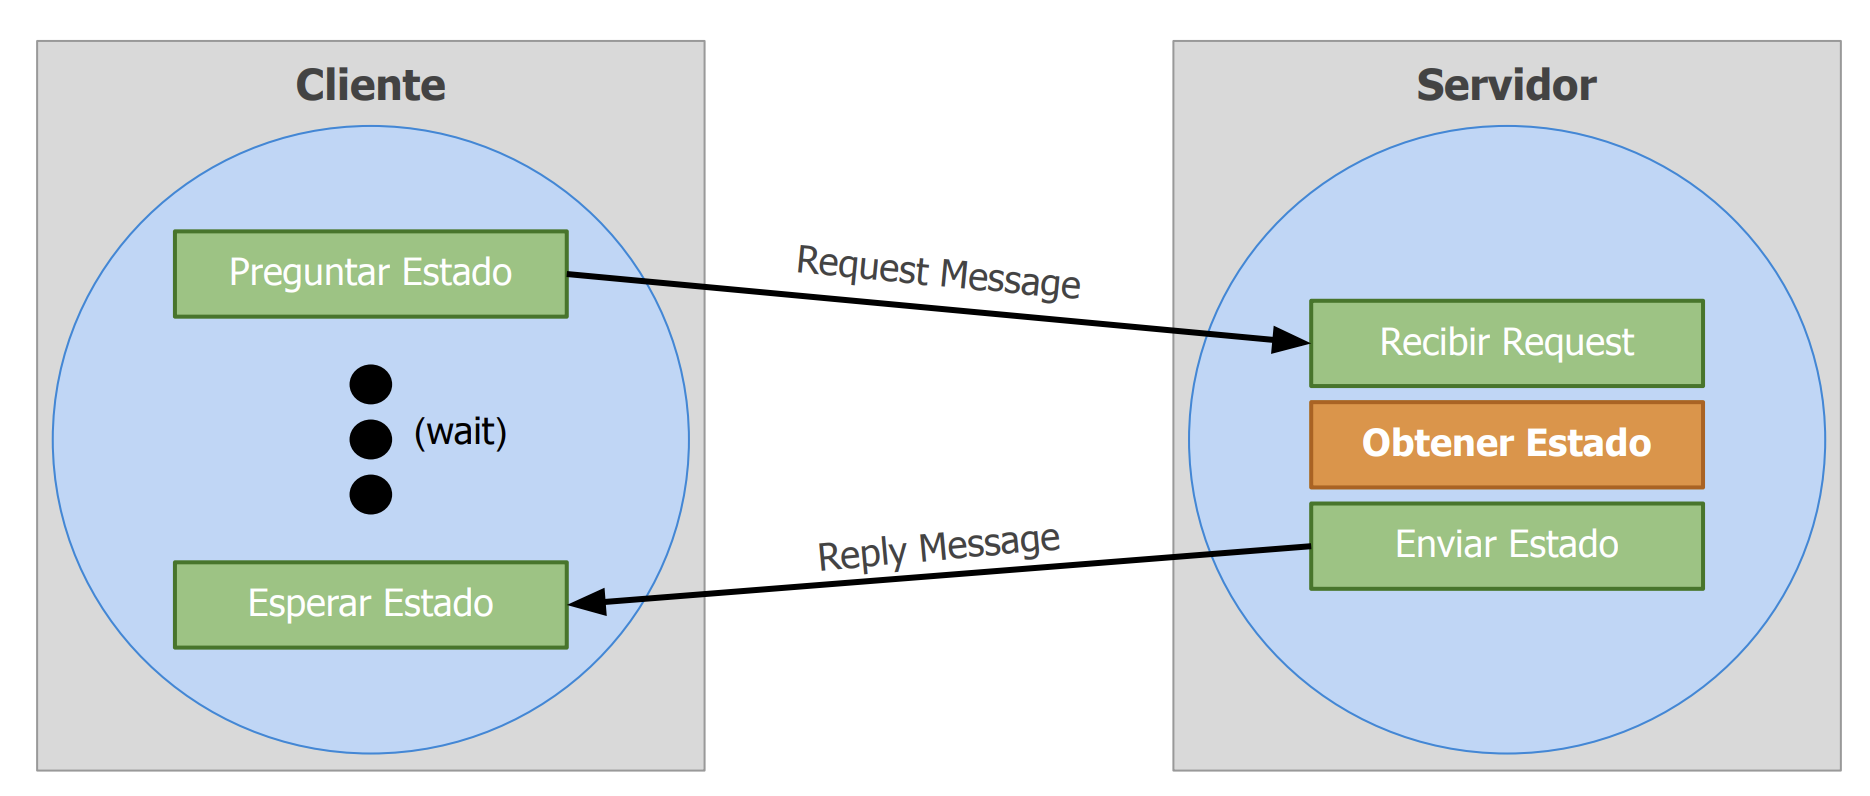 Cliente
Preguntar Estado
(wait)
Esperar Estado
Request Message
Reply Message
Servidor
Recibir Request
Obtener Estado
Enviar Estado